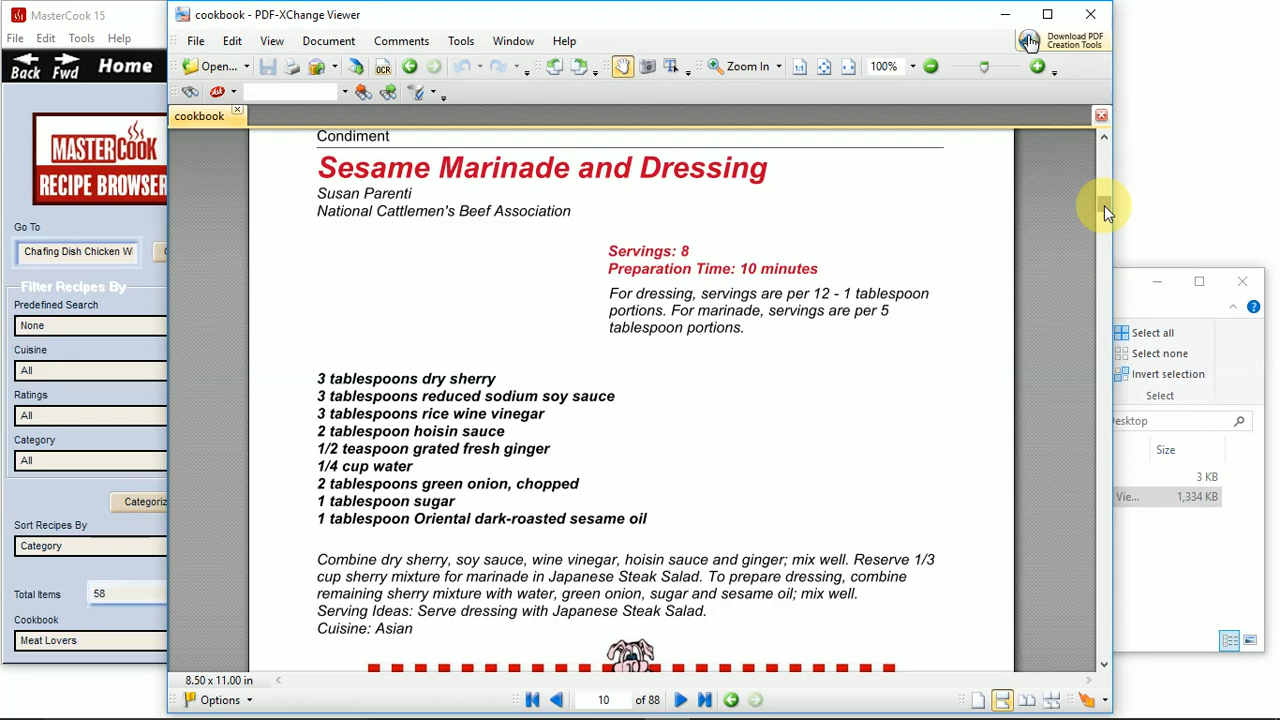 MasterCook 15
File Edit Tools Help
Back Fwd Home
MASTERCOOK
RECIPE BROWSER
Go To
Chafing Dish Chicken W
Filter Recipes By
Predefined Search
None
Cuisine
All
Ratings
All
Category
All
Categoriz
Sort Recipes By
Category
Total Items 58
Cookbook
Meat Lovers
cookbook - PDF-XChange Viewer
File Edit View Document Comments Tools Window Help
Download PDF
Creation Tools
Open... OCR Zoom In 100%
cookbook
Condiment
Sesame Marinade and Dressing
Susan Parenti
National Cattlemen's Beef Association
Servings: 8
Preparation Time: 10 minutes
For dressing, servings are per 12 - 1 tablespoon
portions. For marinade, servings are per 5
tablespoon portions.
3 tablespoons dry sherry
3 tablespoons reduced sodium soy sauce
3 tablespoons rice wine vinegar
2 tablespoon hoisin sauce
1/2 teaspoon grated fresh ginger
1/4 cup water
2 tablespoons green onion, chopped
1 tablespoon sugar
1 tablespoon Oriental dark-roasted sesame oil
Combine dry sherry, soy sauce, wine vinegar, hoisin sauce and ginger; mix well. Reserve 1/3
cup sherry mixture for marinade in Japanese Steak Salad. To prepare dressing, combine
remaining sherry mixture with water, green onion, sugar and sesame oil; mix well.
Serving Ideas: Serve dressing with Japanese Steak Salad.
Cuisine: Asian
8.50 x 11.00 in
Options 10 of 88
Select all
Select none
Invert selection
Select
Desktop
Size
3 KB
Vie... 1,334 KB